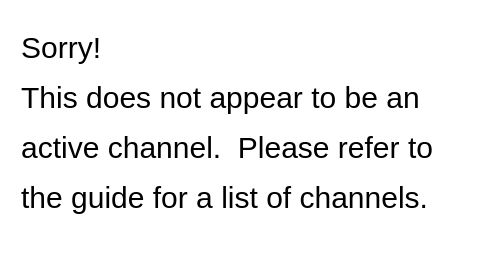 Sorry!
This does not appear to be an
active channel.  Please refer to
the guide for a list of channels.